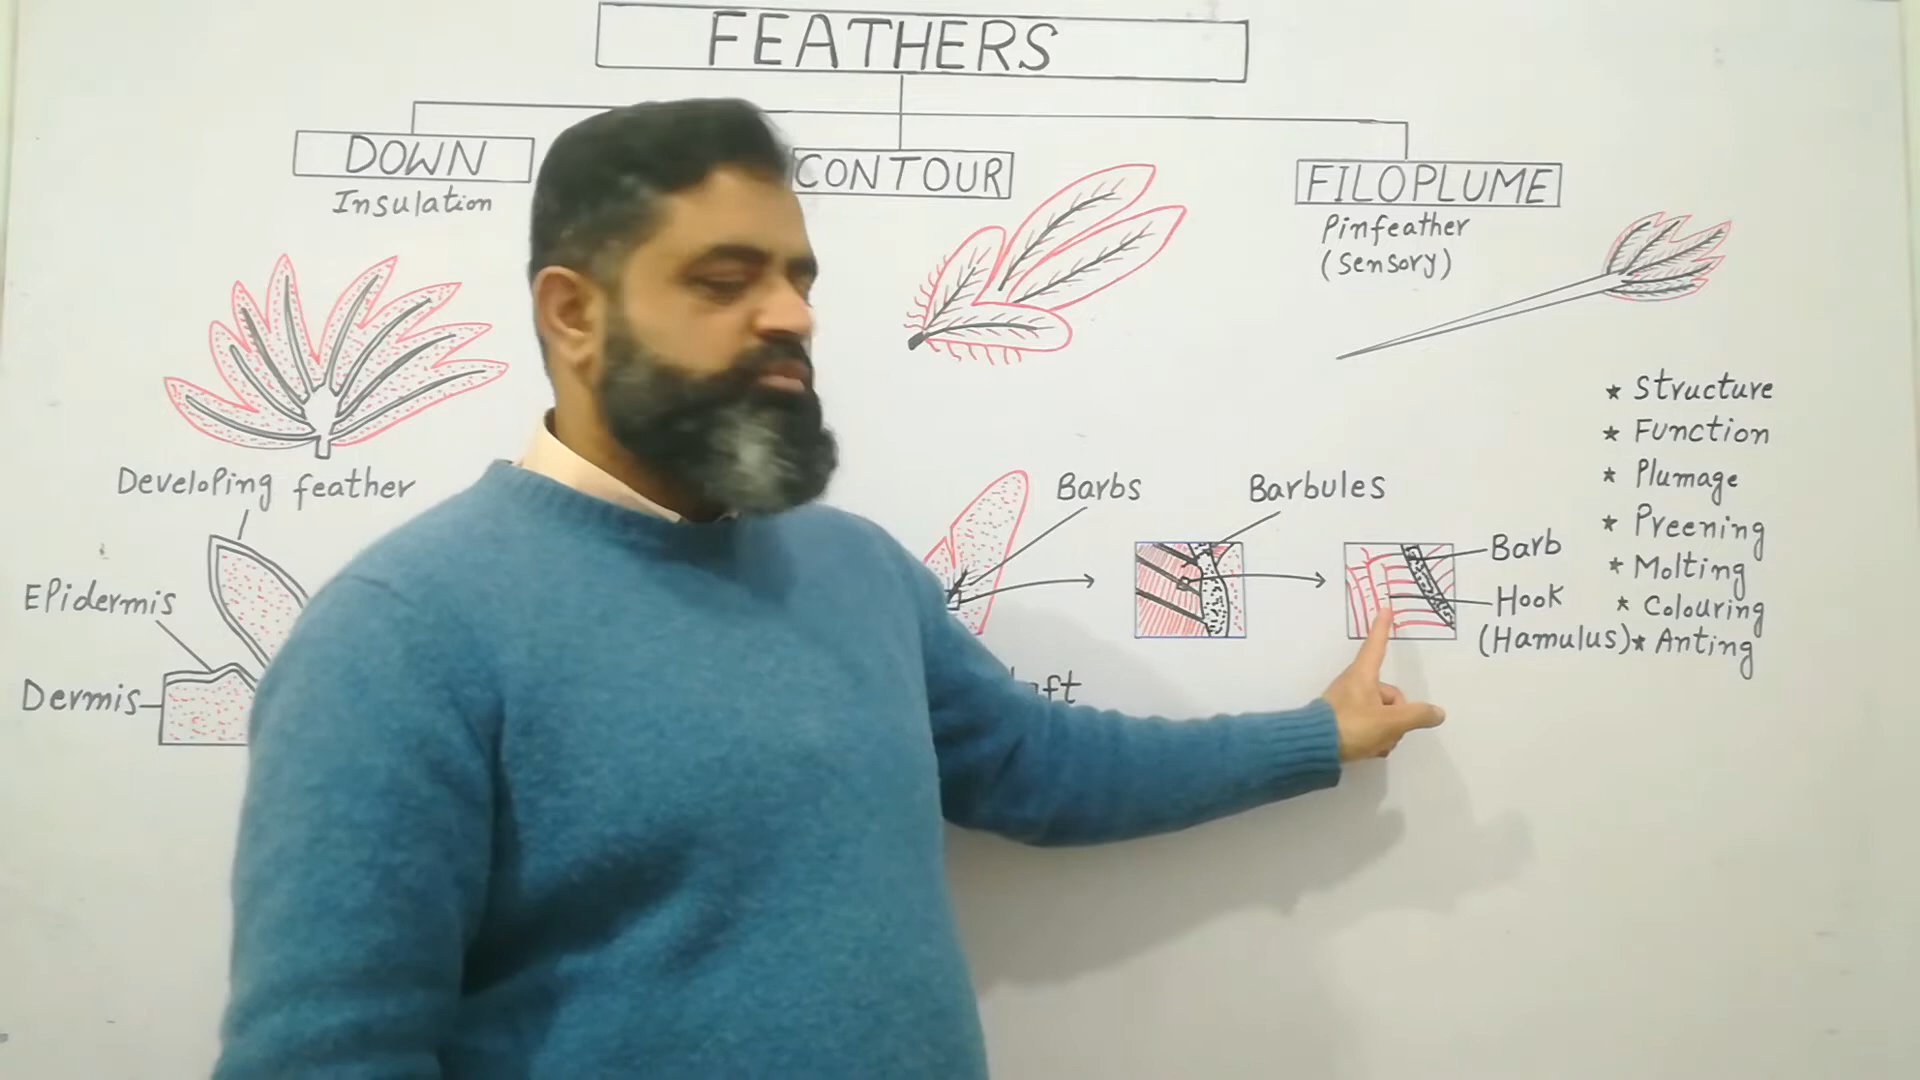 FEATHERS
DOWN
Insulation
CONTOUR
FILOPLUME
Pinfeather
(Sensory)
Developing feather
Epidermis
Dermis
Barbs
Barbules
Barb
Hook
(Hamulus)
★ Structure
★ Function
★ Plumage
★ Preening
★ Molting
★ Colouring
★ Anting